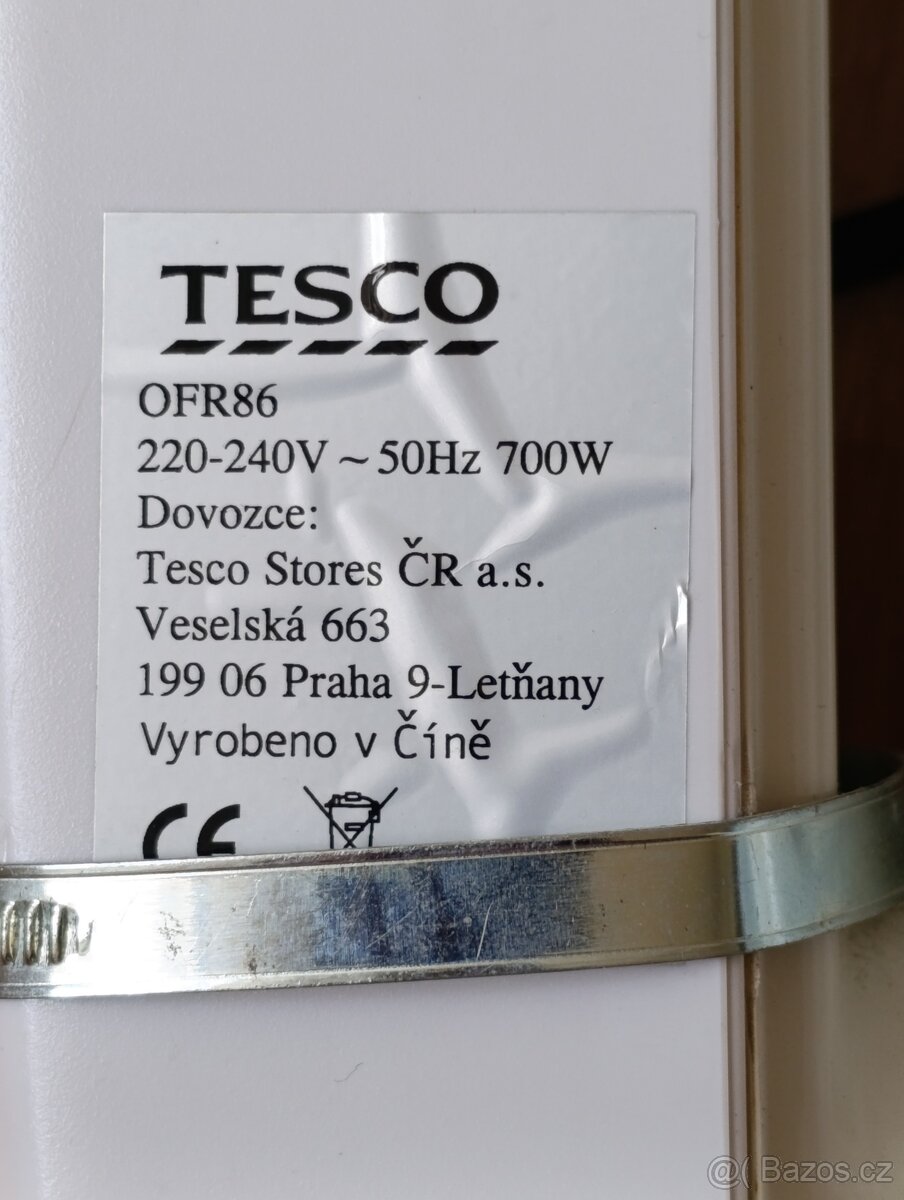 TESCO
OFR86
220-240V ~ 50Hz 700W
Dovozce:
Tesco Stores ČR a.s.
Veselská 663
199 06 Praha 9-Letňany
Vyrobeno v Číně
CE
@( Bazos.cz